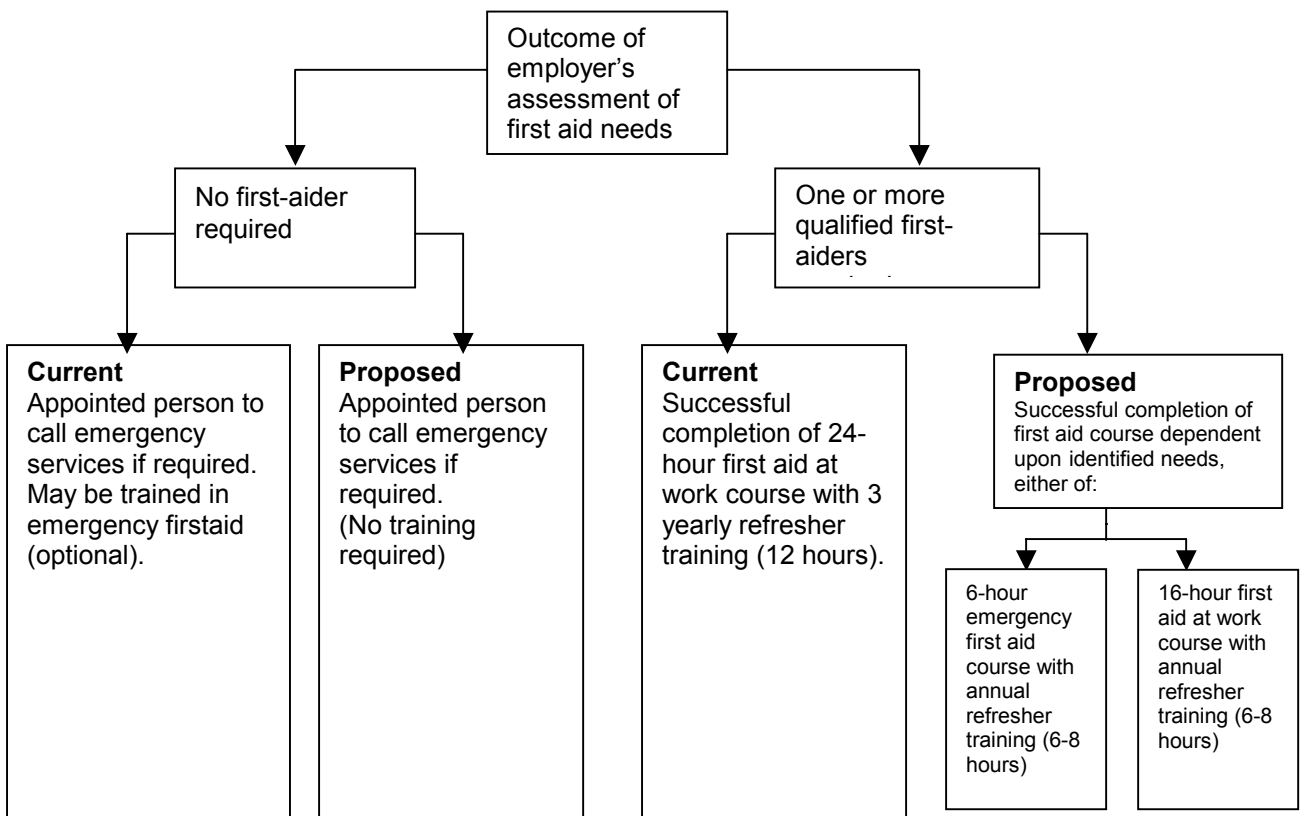 Outcome of
employer’s
assessment of
first aid needs
No first-aider
required
One or more
qualified first-
aiders
Current
Appointed person to
call emergency
services if required.
May be trained in
emergency firstaid
(optional).
Proposed
Appointed person
to call emergency
services if
required.
(No training
required)
Current
Successful
completion of 24-
hour first aid at
work course with 3
yearly refresher
training (12 hours).
Proposed
Successful completion of
first aid course dependent
upon identified needs,
either of:
6-hour
emergency
first aid
course with
annual
refresher
training (6-8
hours)
16-hour first
aid at work
course with
annual
refresher
training (6-8
hours)